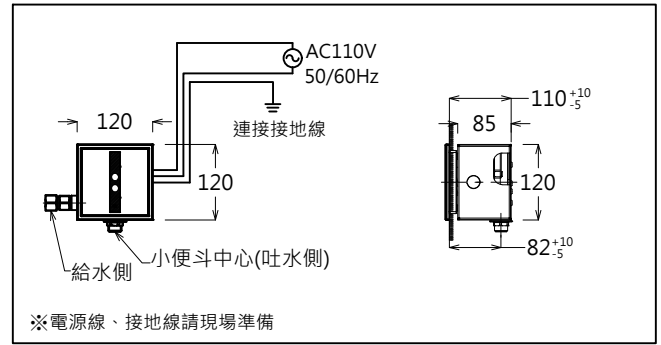 AC110V
50/60Hz
連接接地線
120
120
給水側
小便斗中心(吐水側)
110 +10 -5
85
120
82 +10 -5
※電源線、接地線請現場準備